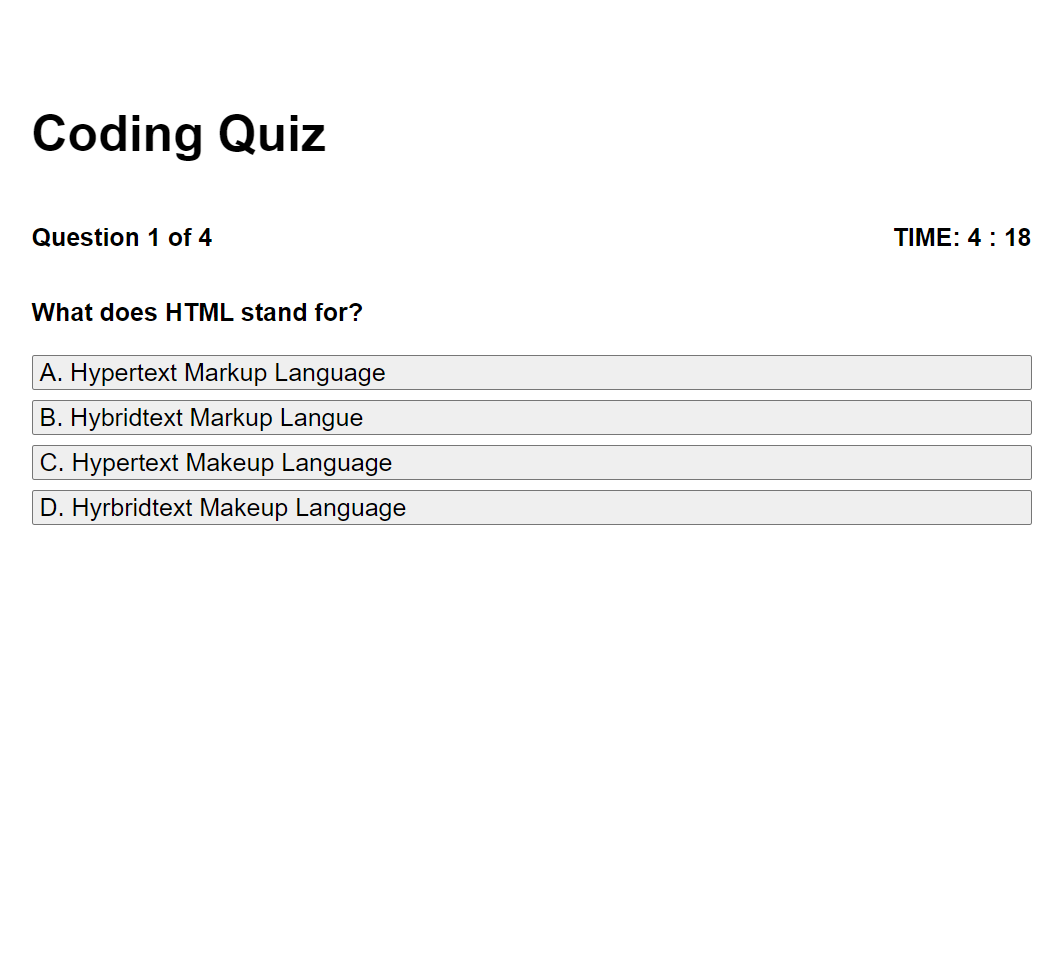 Coding Quiz
Question 1 of 4
TIME: 4 : 18
What does HTML stand for?
A. Hypertext Markup Language
B. Hybridtext Markup Langue
C. Hypertext Makeup Language
D. Hyrbridtext Makeup Language